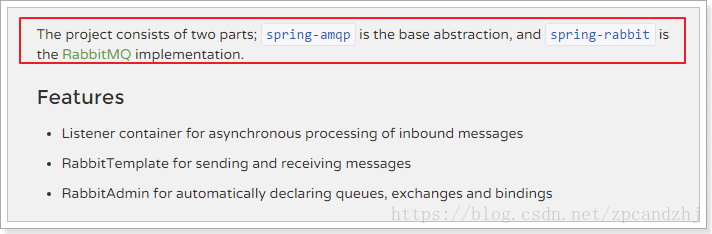 The project consists of two parts; spring-amqp is the base abstraction, and spring-rabbit is
the RabbitMQ implementation.
Features
• Listener container for asynchronous processing of inbound messages
• RabbitTemplate for sending and receiving messages
• RabbitAdmin for automatically declaring queues, exchanges and bindings
https://blog.csdn.net/zpcandzhj